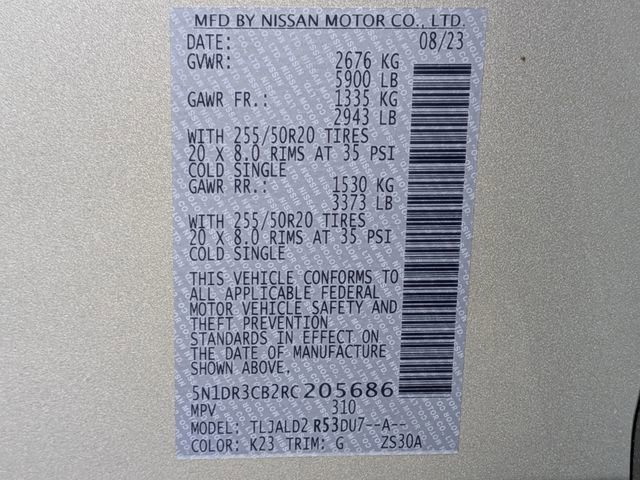 MFD BY NISSAN MOTOR CO., LTD.
DATE: 08/23
GVWR: 2676 KG
5900 LB
GAWR FR.: 1335 KG
2943 LB
WITH 255/50R20 TIRES
20 X 8.0 RIMS AT 35 PSI
COLD SINGLE
GAWR RR.: 1530 KG
3373 LB
WITH 255/50R20 TIRES
20 X 8.0 RIMS AT 35 PSI
COLD SINGLE
THIS VEHICLE CONFORMS TO
ALL APPLICABLE FEDERAL
MOTOR VEHICLE SAFETY AND
THEFT PREVENTION
STANDARDS IN EFFECT ON
THE DATE OF MANUFACTURE
SHOWN ABOVE.
5N1DR3CB2RC205686
MPV 310
MODEL: TLJALD2 R53DU7--A--
COLOR: K23 TRIM: G ZS30A